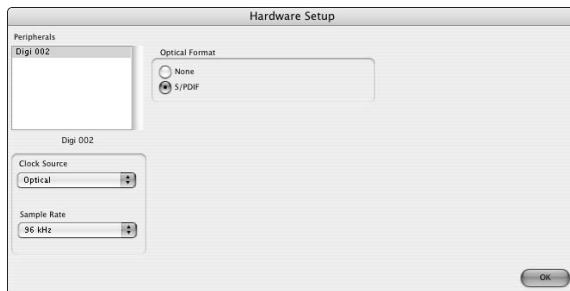 Hardware Setup
Peripherals
Digi 002
Optical Format
None
S/PDIF
Digi 002
Clock Source
Optical
Sample Rate
96 kHz
OK